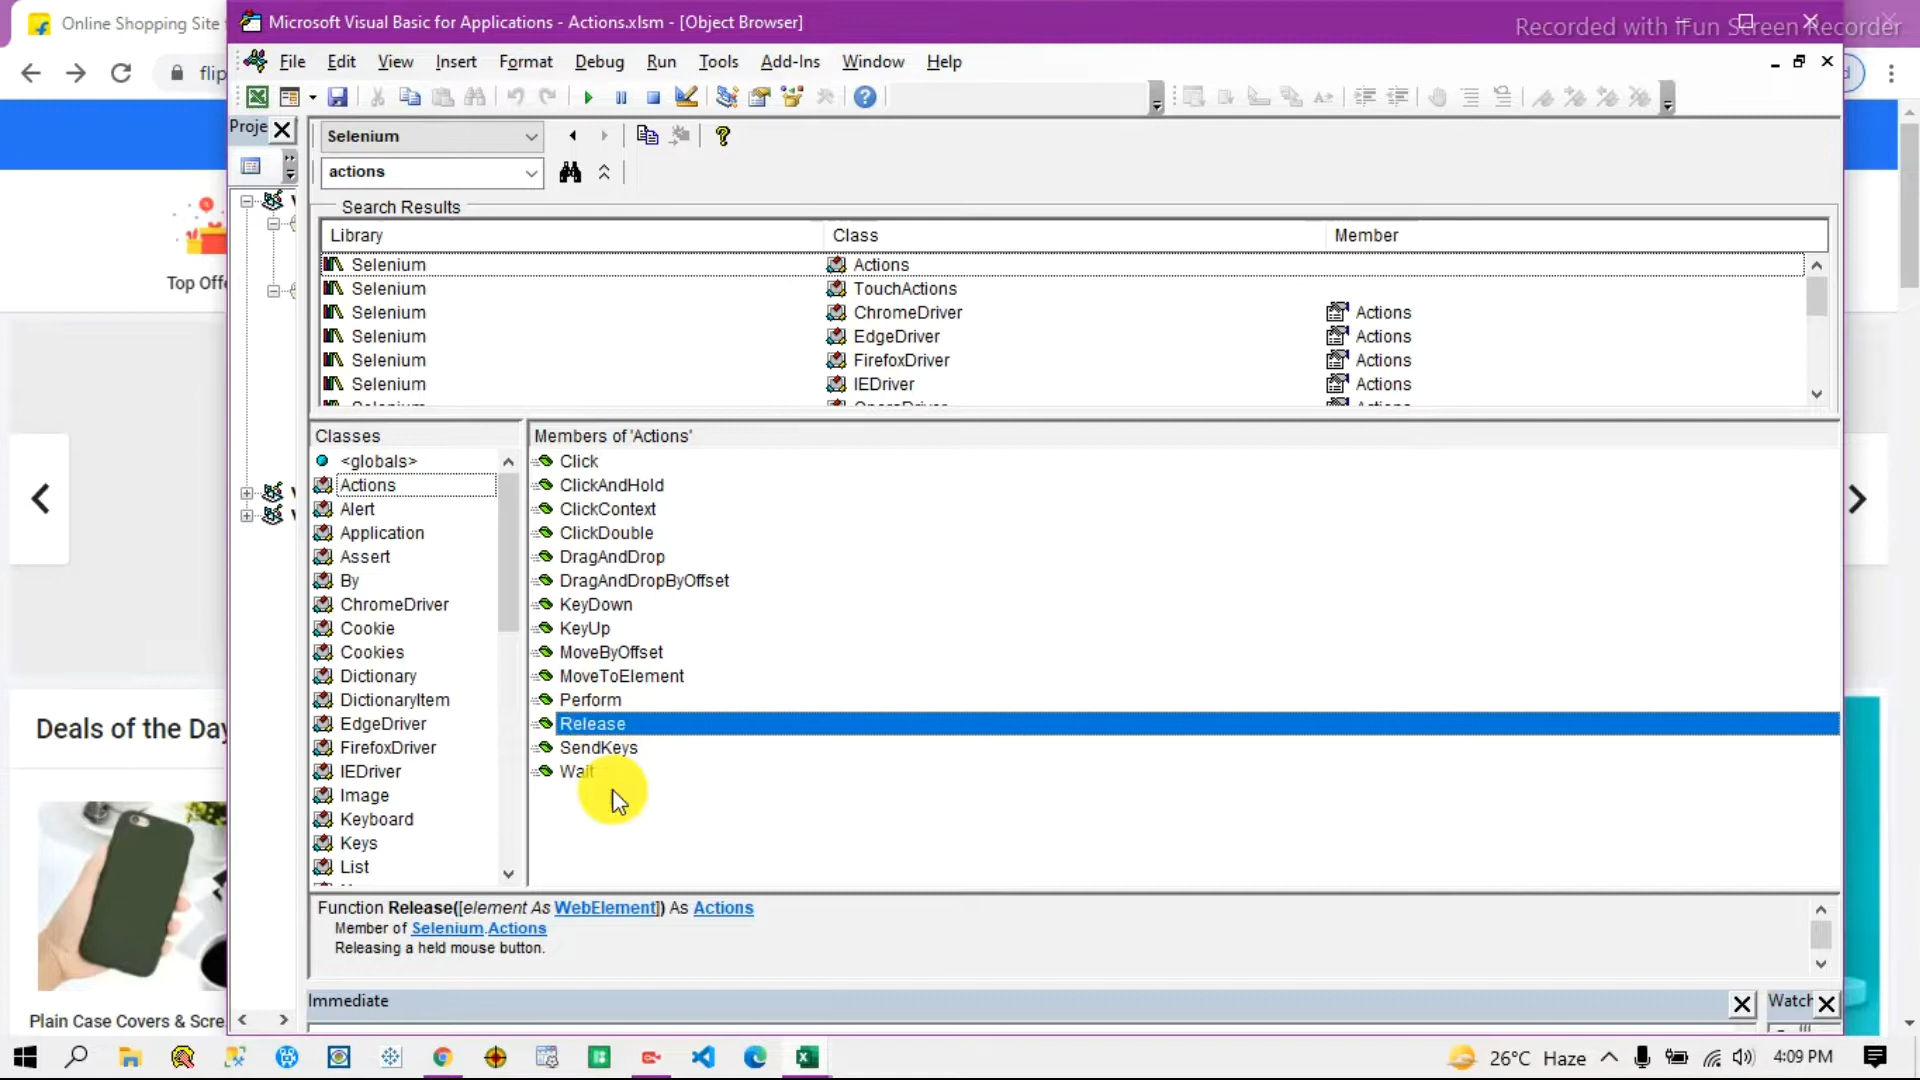 Online Shopping Site
Microsoft Visual Basic for Applications - Actions.xlsm - [Object Browser]
Recorded with iFun Screen Recorder
flip
File Edit View Insert Format Debug Run Tools Add-Ins Window Help
Proje
Selenium
actions
Search Results
Library Class Member
Selenium Actions
Selenium TouchActions
Selenium ChromeDriver Actions
Selenium EdgeDriver Actions
Selenium FirefoxDriver Actions
Selenium IEDriver Actions
Top Offe
Classes
<globals>
Actions
Alert
Application
Assert
By
ChromeDriver
Cookie
Cookies
Dictionary
DictionaryItem
EdgeDriver
FirefoxDriver
IEDriver
Image
Keyboard
Keys
List
Members of 'Actions'
Click
ClickAndHold
ClickContext
ClickDouble
DragAndDrop
DragAndDropByOffset
KeyDown
KeyUp
MoveByOffset
MoveToElement
Perform
Release
SendKeys
Wait
Function Release([element As WebElement]) As Actions
Member of Selenium.Actions
Releasing a held mouse button.
Immediate
Watch
Deals of the Day
Plain Case Covers & Scre
26°C Haze
4:09 PM